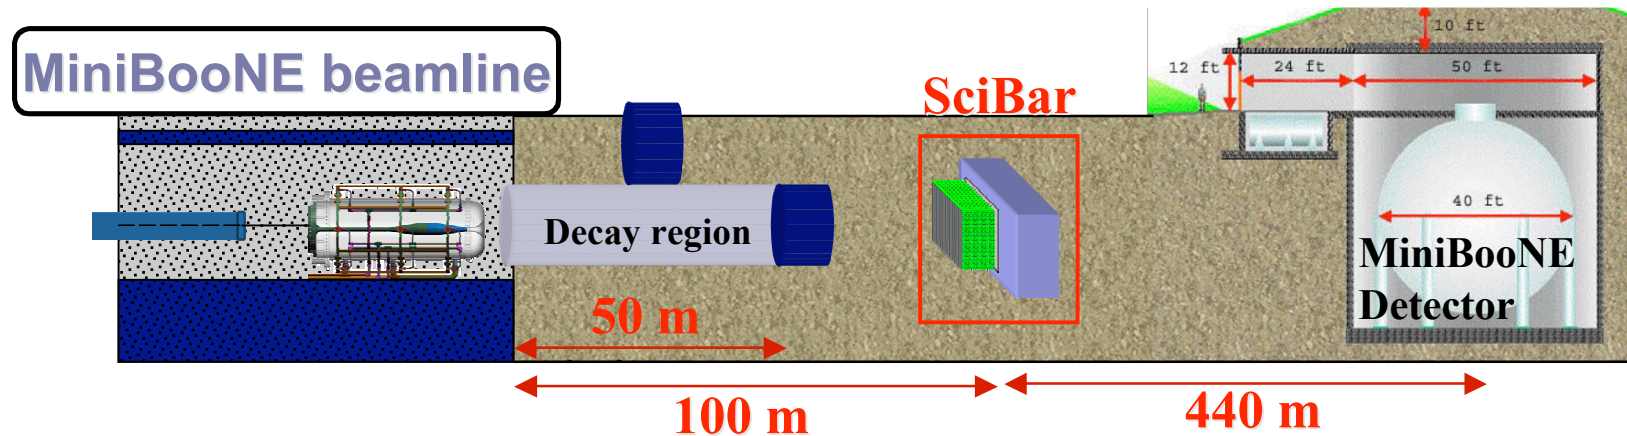 MiniBooNE beamline
SciBar
10 ft
12 ft
24 ft
50 ft
40 ft
Decay region
MiniBooNE
Detector
50 m
100 m
440 m